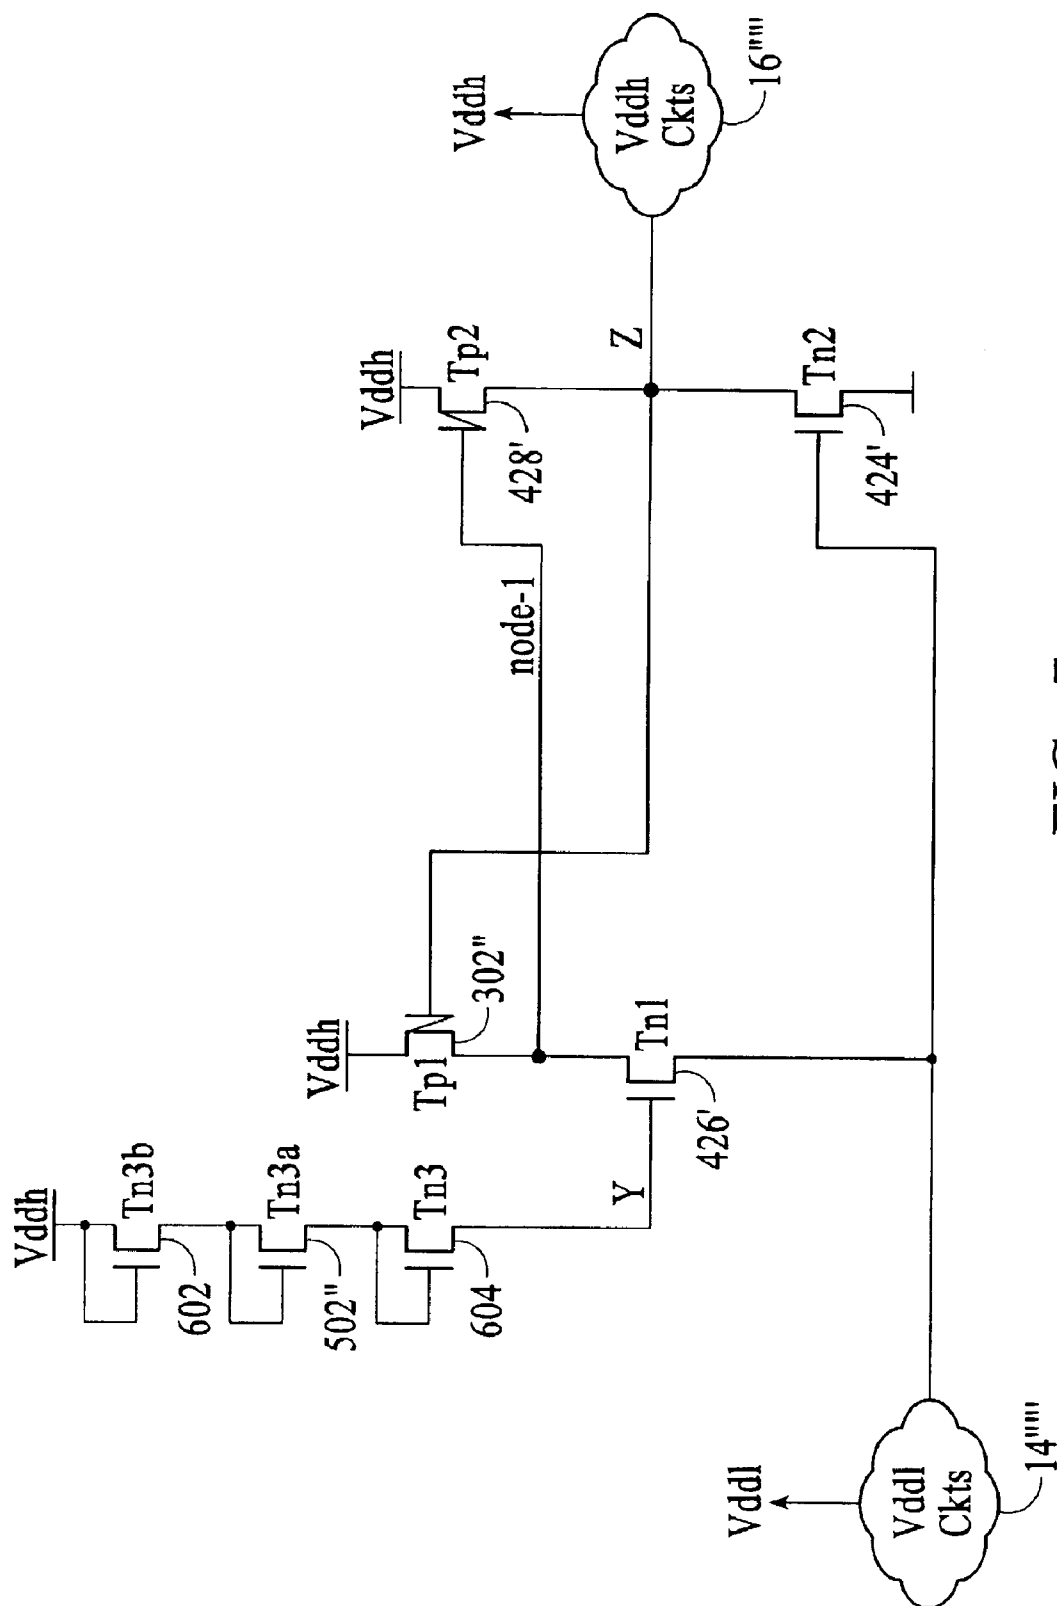 Vddh
Tn3b
602
Tn3a
502"
Tn3
604
Y
Vddh
Tp1
302"
Tn1
426'
node-1
Vddh
Tp2
428'
Z
Tn2
424'
Vddh
Vddh
Ckts
16"""
Vddl
Vddl
Ckts
14"""